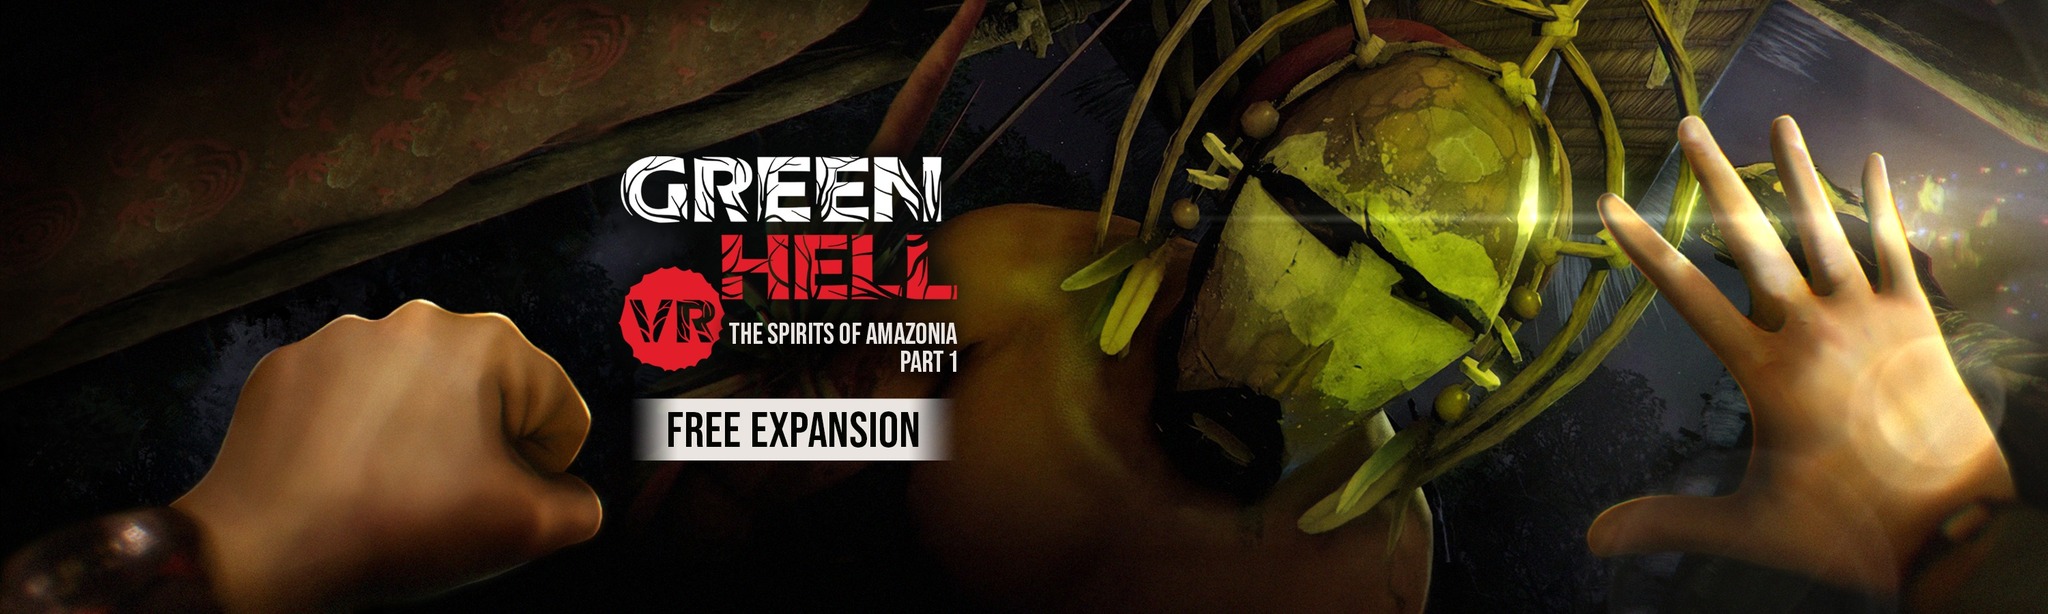 GREEN
HELL
VR
THE SPIRITS OF AMAZONIA
PART 1
FREE EXPANSION